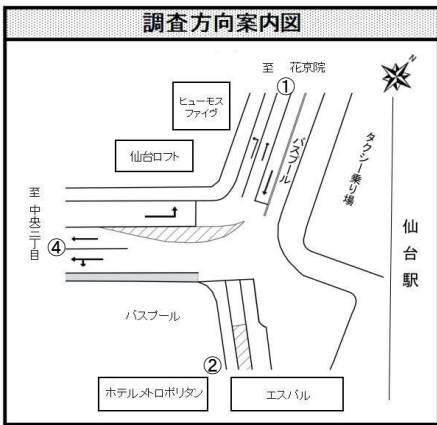 調査方向案内図
至 花京院
①
N
ヒューモス
ファイヴ
仙台ロフト
バスプール
タクシー乗り場
仙台駅
至 中央三丁目
④
バスプール
②
ホテルメトロポリタン
エスパル